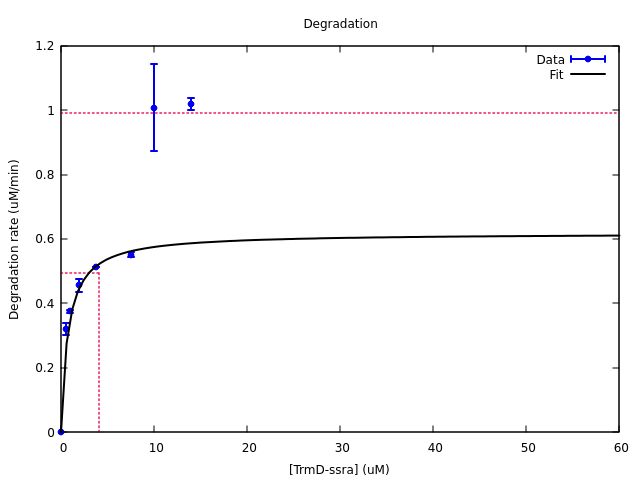 Degradation
Data
Fit
1.2
1
0.8
0.6
0.4
0.2
0
Degradation rate (uM/min)
0 10 20 30 40 50 60
[TrmD-ssra] (uM)